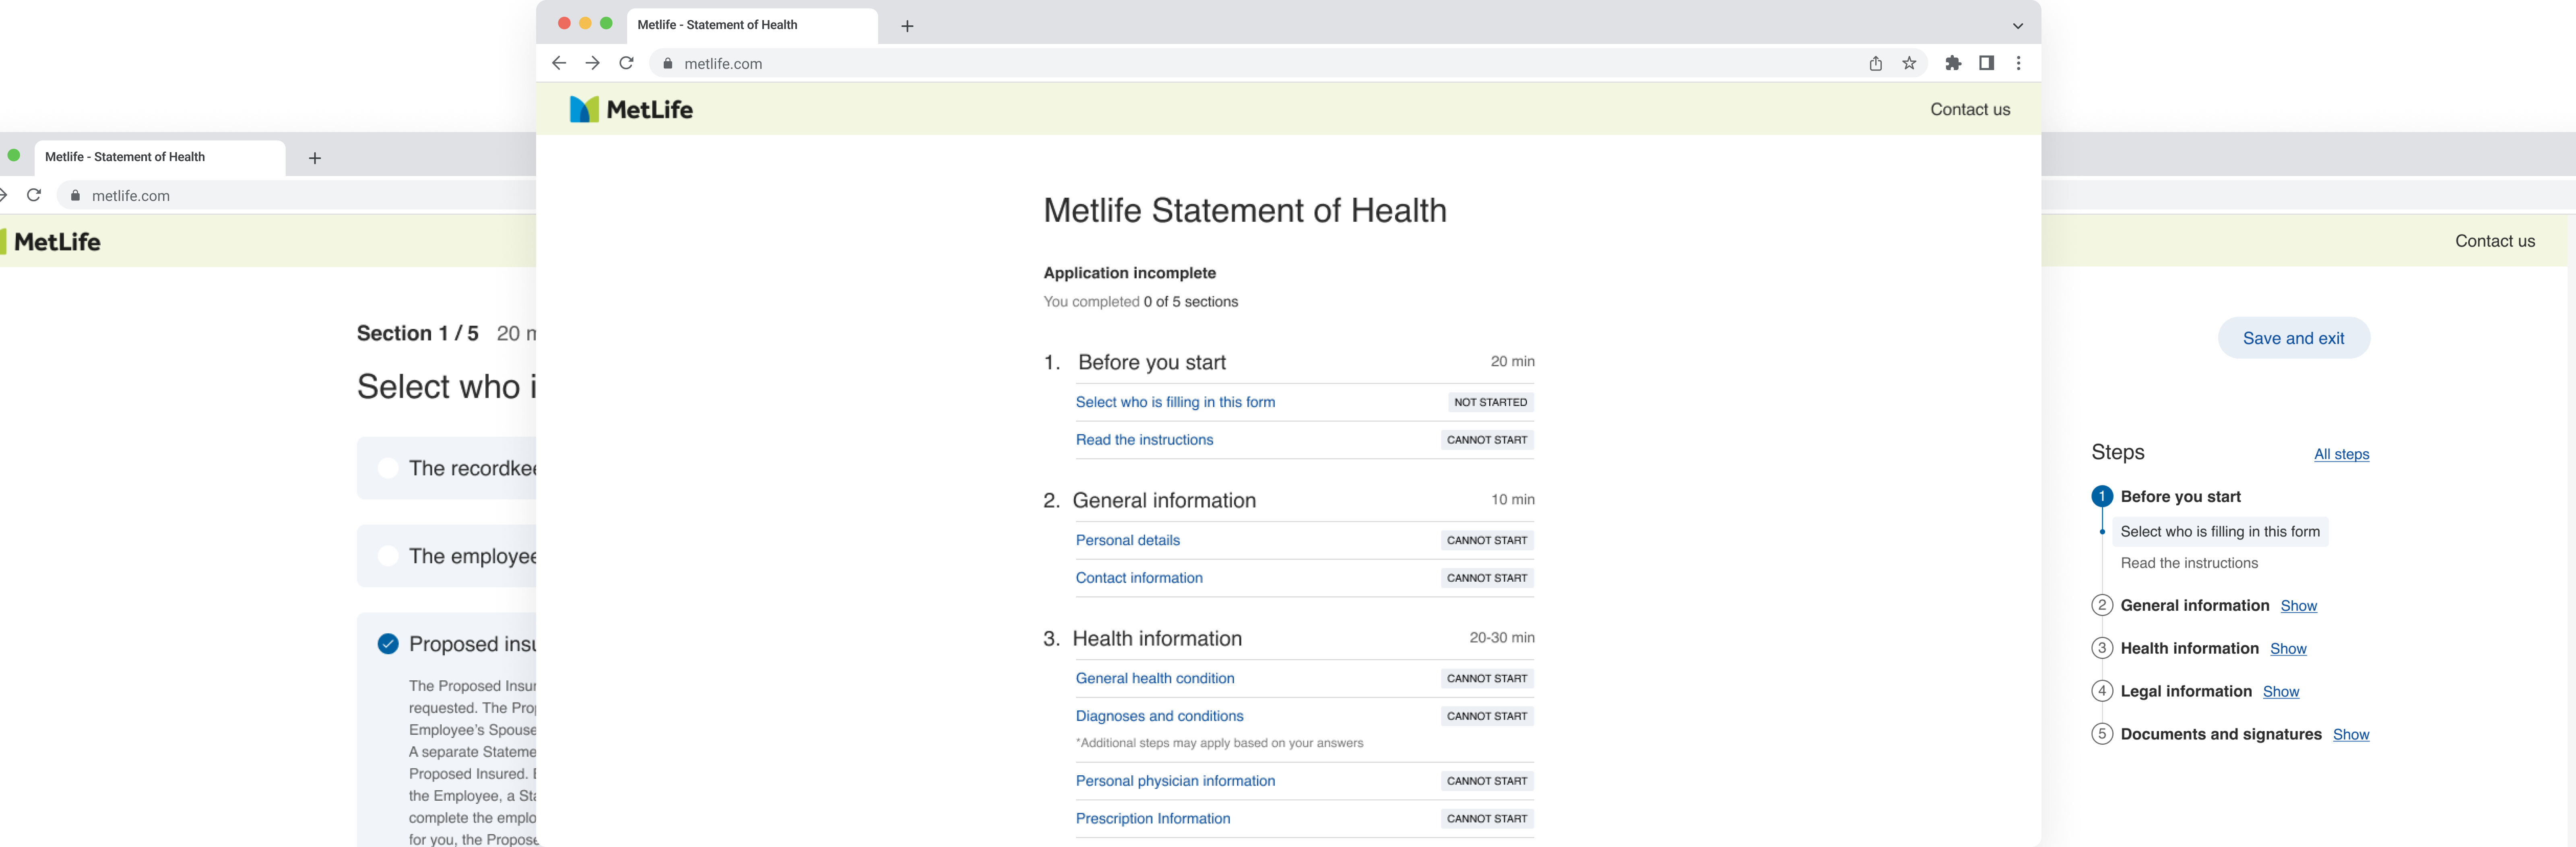 Metlife - Statement of Health
metlife.com
MetLife
Contact us
Metlife Statement of Health
Application incomplete
You completed 0 of 5 sections
1. Before you start 20 min
Select who is filling in this form NOT STARTED
Read the instructions CANNOT START
2. General information 10 min
Personal details CANNOT START
Contact information CANNOT START
3. Health information 20-30 min
General health condition CANNOT START
Diagnoses and conditions CANNOT START
*Additional steps may apply based on your answers
Personal physician information CANNOT START
Prescription Information CANNOT START
Metlife - Statement of Health
metlife.com
MetLife
Section 1 / 5 20
Select who
The
The employee
Proposed
The Proposed
requested. The
Employee's Spouse
A separate
Proposed Insured.
the Employee, a
complete the
for you, the
Contact us
Save and exit
Steps All steps
1 Before you start
Select who is filling in this form
Read the instructions
2 General information Show
3 Health information Show
4 Legal information Show
5 Documents and signatures Show